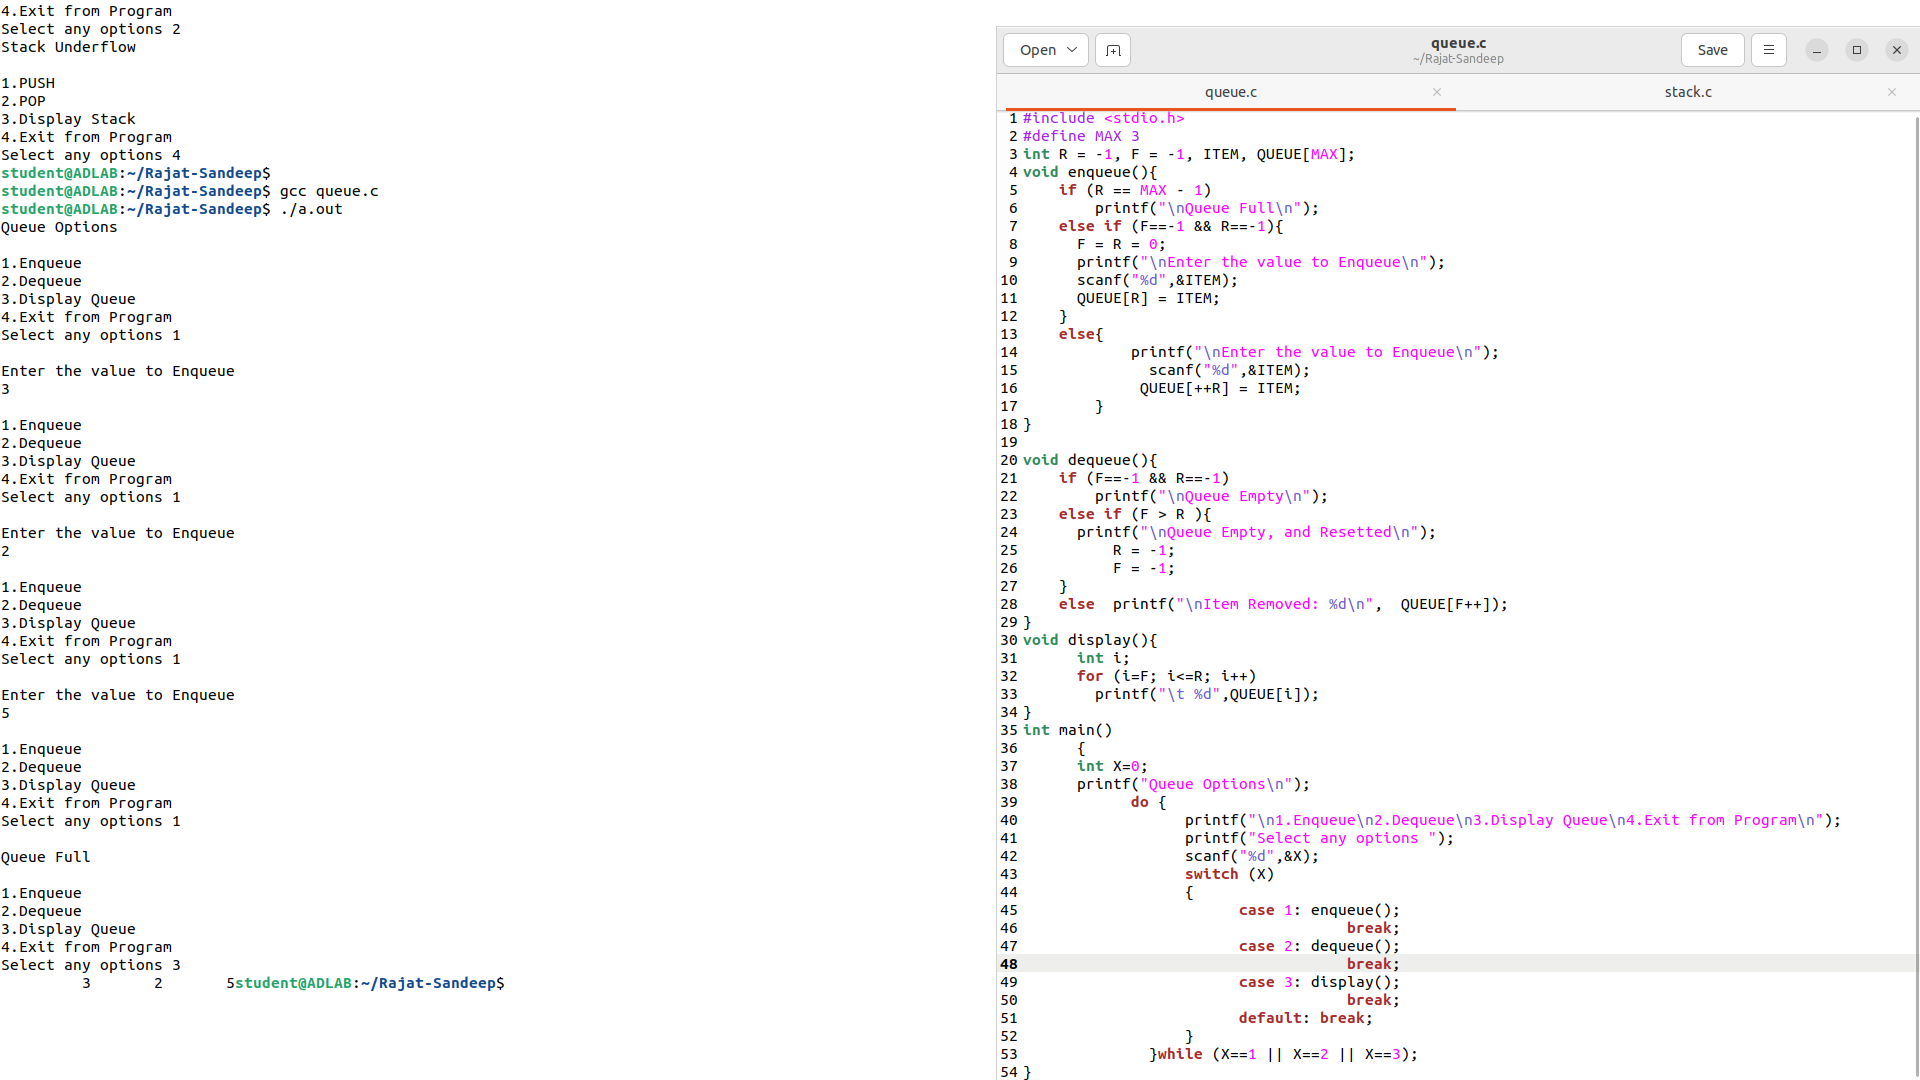 4.Exit from Program
Select any options 2
Stack Underflow
1.PUSH
2.POP
3.Display Stack
4.Exit from Program
Select any options 4
student@ADLAB:~/Rajat-Sandeep$
student@ADLAB:~/Rajat-Sandeep$ gcc queue.c
student@ADLAB:~/Rajat-Sandeep$ ./a.out
Queue Options
1.Enqueue
2.Dequeue
3.Display Queue
4.Exit from Program
Select any options 1
Enter the value to Enqueue
3
1.Enqueue
2.Dequeue
3.Display Queue
4.Exit from Program
Select any options 1
Enter the value to Enqueue
2
1.Enqueue
2.Dequeue
3.Display Queue
4.Exit from Program
Select any options 1
Enter the value to Enqueue
5
1.Enqueue
2.Dequeue
3.Display Queue
4.Exit from Program
Select any options 1
Queue Full
1.Enqueue
2.Dequeue
3.Display Queue
4.Exit from Program
Select any options 3
3 2 5student@ADLAB:~/Rajat-Sandeep$
Open queue.c Save
~/Rajat-Sandeep
queue.c stack.c
1 #include <stdio.h>
2 #define MAX 3
3 int R = -1, F = -1, ITEM, QUEUE[MAX];
4 void enqueue(){
5 if (R == MAX - 1)
6 printf("\nQueue Full\n");
7 else if (F==-1 && R==-1){
8 F = R = 0;
9 printf("\nEnter the value to Enqueue\n");
10 scanf("%d",&ITEM);
11 QUEUE[R] = ITEM;
12 }
13 else{
14 printf("\nEnter the value to Enqueue\n");
15 scanf("%d",&ITEM);
16 QUEUE[++R] = ITEM;
17 }
18 }
19
20 void dequeue(){
21 if (F==-1 && R==-1)
22 printf("\nQueue Empty\n");
23 else if (F > R ){
24 printf("\nQueue Empty, and Resetted\n");
25 R = -1;
26 F = -1;
27 }
28 else printf("\nItem Removed: %d\n", QUEUE[F++]);
29 }
30 void display(){
31 int i;
32 for (i=F; i<=R; i++)
33 printf("\t %d",QUEUE[i]);
34 }
35 int main()
36 {
37 int X=0;
38 printf("Queue Options\n");
39 do {
40 printf("\n1.Enqueue\n2.Dequeue\n3.Display Queue\n4.Exit from Program\n");
41 printf("Select any options ");
42 scanf("%d",&X);
43 switch (X)
44 {
45 case 1: enqueue();
46 break;
47 case 2: dequeue();
48 break;
49 case 3: display();
50 break;
51 default: break;
52 }
53 }while (X==1 || X==2 || X==3);
54 }